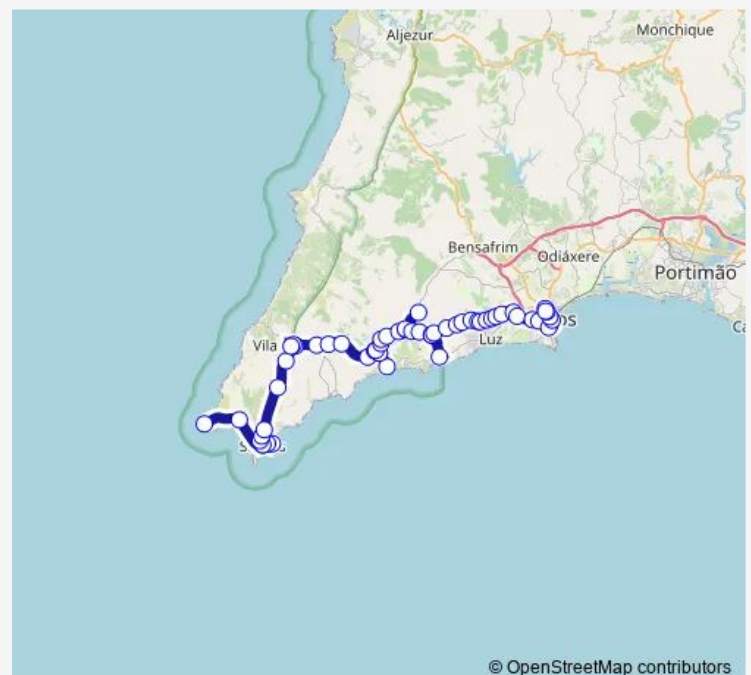 Aljezur
Monchique
Bensafrim
Odiáxere
Portimão
Luz
Vila
© OpenStreetMap contributors